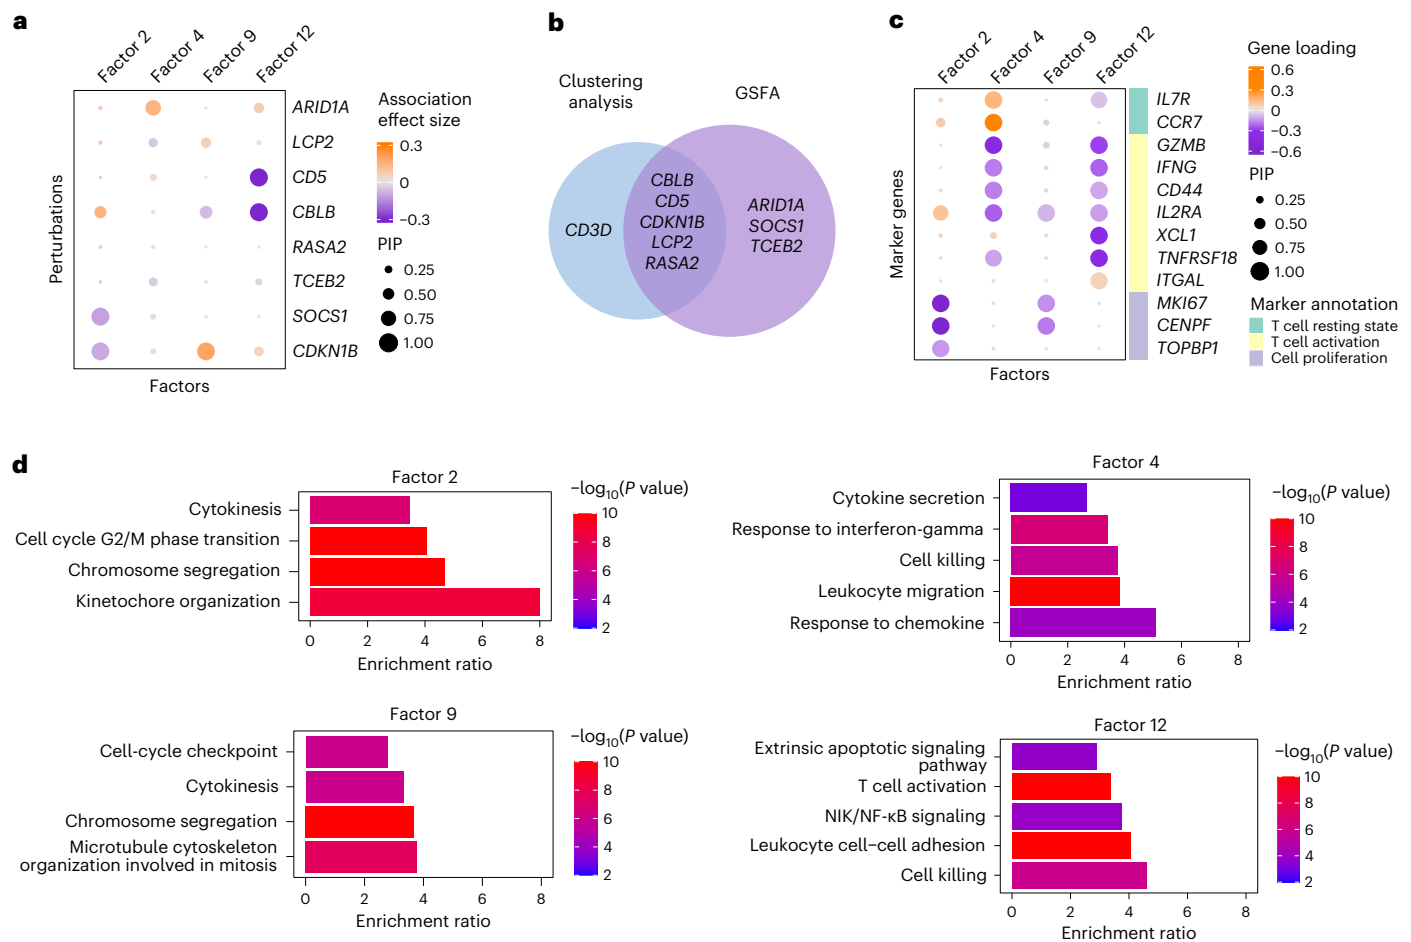 a
Factor 2
Factor 4
Factor 9
Factor 12
ARID1A
LCP2
CD5
CBLB
RASA2
TCEB2
SOCS1
CDKN1B
Perturbations
Factors
Association
effect size
0.3
0
−0.3
PIP
0.25
0.50
0.75
1.00
b
Clustering
analysis
GSFA
CD3D
CBLB
CD5
CDKN1B
LCP2
RASA2
ARID1A
SOCS1
TCEB2
c
Factor 2
Factor 4
Factor 9
Factor 12
IL7R
CCR7
GZMB
IFNG
CD44
IL2RA
XCL1
TNFRSF18
ITGAL
MKI67
CENPF
TOPBP1
Marker genes
Factors
Gene loading
0.6
0.3
0
−0.3
−0.6
PIP
0.25
0.50
0.75
1.00
Marker annotation
T cell resting state
T cell activation
Cell proliferation
d
Factor 2
Cytokinesis
Cell cycle G2/M phase transition
Chromosome segregation
Kinetochore organization
0 2 4 6 8
Enrichment ratio
−log10(P value)
10
8
6
4
2
Factor 4
Cytokine secretion
Response to interferon-gamma
Cell killing
Leukocyte migration
Response to chemokine
0 2 4 6 8
Enrichment ratio
−log10(P value)
10
8
6
4
2
Factor 9
Cell-cycle checkpoint
Cytokinesis
Chromosome segregation
Microtubule cytoskeleton
organization involved in mitosis
0 2 4 6 8
Enrichment ratio
−log10(P value)
10
8
6
4
2
Factor 12
Extrinsic apoptotic signaling
pathway
T cell activation
NIK/NF-κB signaling
Leukocyte cell–cell adhesion
Cell killing
0 2 4 6 8
Enrichment ratio
−log10(P value)
10
8
6
4
2